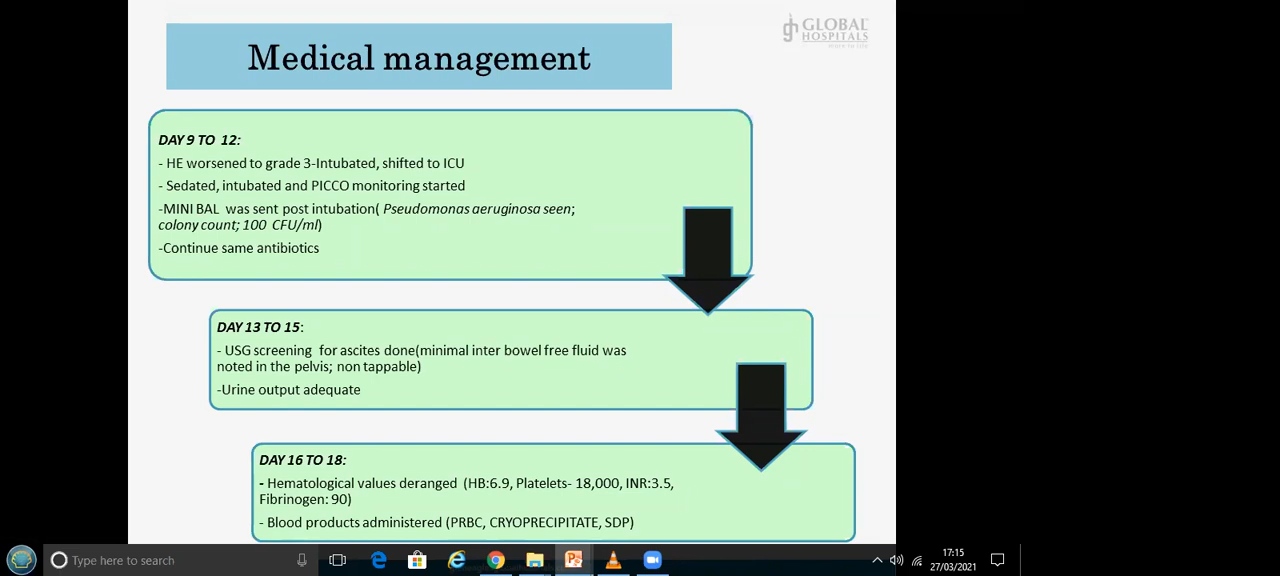 Medical management
GLOBAL
HOSPITALS
DAY 9 TO 12:
- HE worsened to grade 3-Intubated, shifted to ICU
- Sedated, intubated and PICCO monitoring started
-MINI BAL was sent post intubation( Pseudomonas aeruginosa seen;
colony count; 100 CFU/ml)
-Continue same antibiotics
DAY 13 TO 15:
- USG screening for ascites done(minimal inter bowel free fluid was
noted in the pelvis; non tappable)
-Urine output adequate
DAY 16 TO 18:
- Hematological values deranged (HB:6.9, Platelets- 18,000, INR:3.5,
Fibrinogen: 90)
- Blood products administered (PRBC, CRYOPRECIPITATE, SDP)
Type here to search
17:15
27/03/2021